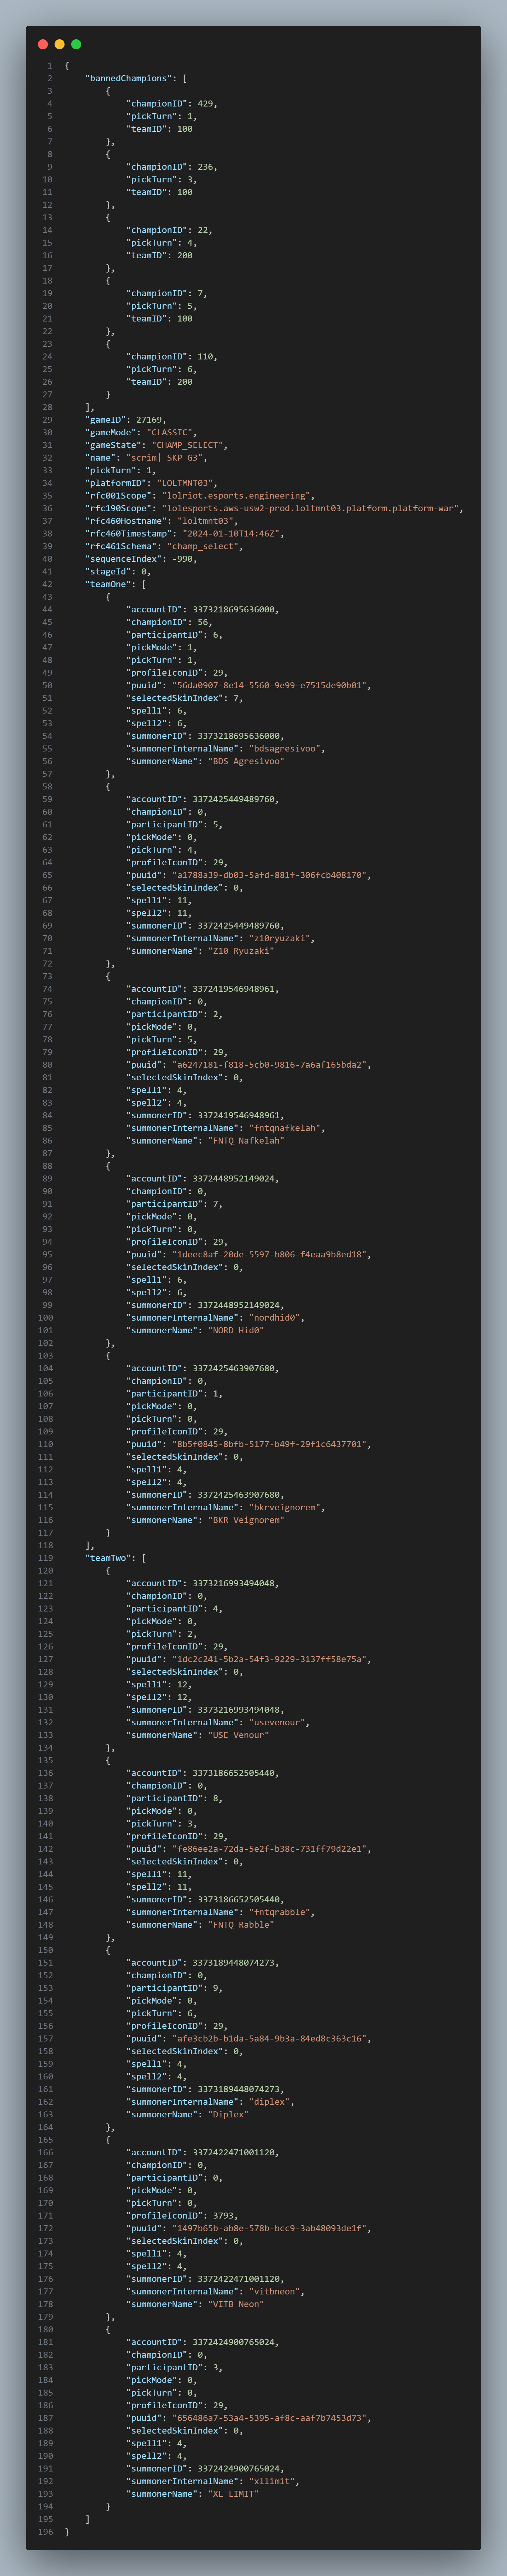 1 {
2 "bannedChampions": [
3 {
4 "championID": 429,
5 "pickTurn": 1,
6 "teamID": 100
7 },
8 {
9 "championID": 236,
10 "pickTurn": 3,
11 "teamID": 100
12 },
13 {
14 "championID": 22,
15 "pickTurn": 4,
16 "teamID": 200
17 },
18 {
19 "championID": 7,
20 "pickTurn": 5,
21 "teamID": 100
22 },
23 {
24 "championID": 110,
25 "pickTurn": 6,
26 "teamID": 200
27 }
28 ],
29 "gameID": 27169,
30 "gameMode": "CLASSIC",
31 "gameState": "CHAMP_SELECT",
32 "name": "scrim| SKP G3",
33 "pickTurn": 1,
34 "platformID": "LOLTMNT03",
35 "rfc001Scope": "lolriot.esports.engineering",
36 "rfc190Scope": "lolesports.aws-usw2-prod.loltmnt03.platform.platform-war",
37 "rfc460Hostname": "loltmnt03",
38 "rfc460Timestamp": "2024-01-10T14:46Z",
39 "rfc461Schema": "champ_select",
40 "sequenceIndex": -990,
41 "stageId": 0,
42 "teamOne": [
43 {
44 "accountID": 3373218695636000,
45 "championID": 56,
46 "participantID": 6,
47 "pickMode": 1,
48 "pickTurn": 1,
49 "profileIconID": 29,
50 "puuid": "56da0907-8e14-5560-9e99-e7515de90b01",
51 "selectedSkinIndex": 7,
52 "spell1": 6,
53 "spell2": 6,
54 "summonerID": 3373218695636000,
55 "summonerInternalName": "bdsagresivoo",
56 "summonerName": "BDS Agresivoo"
57 },
58 {
59 "accountID": 3372425449489760,
60 "championID": 0,
61 "participantID": 5,
62 "pickMode": 0,
63 "pickTurn": 4,
64 "profileIconID": 29,
65 "puuid": "a1788a39-db03-5afd-881f-306fcb408170",
66 "selectedSkinIndex": 0,
67 "spell1": 11,
68 "spell2": 11,
69 "summonerID": 3372425449489760,
70 "summonerInternalName": "z10ryuzaki",
71 "summonerName": "Z10 Ryuzaki"
72 },
73 {
74 "accountID": 3372419546948961,
75 "championID": 0,
76 "participantID": 2,
77 "pickMode": 0,
78 "pickTurn": 5,
79 "profileIconID": 29,
80 "puuid": "a6247181-f818-5cb0-9816-7a6af165bda2",
81 "selectedSkinIndex": 0,
82 "spell1": 4,
83 "spell2": 4,
84 "summonerID": 3372419546948961,
85 "summonerInternalName": "fntqnafkelah",
86 "summonerName": "FNTQ Nafkelah"
87 },
88 {
89 "accountID": 3372448952149024,
90 "championID": 0,
91 "participantID": 7,
92 "pickMode": 0,
93 "pickTurn": 0,
94 "profileIconID": 29,
95 "puuid": "1deec8af-20de-5597-b806-f4eaa9b8ed18",
96 "selectedSkinIndex": 0,
97 "spell1": 6,
98 "spell2": 6,
99 "summonerID": 3372448952149024,
100 "summonerInternalName": "nordhid0",
101 "summonerName": "NORD Hid0"
102 },
103 {
104 "accountID": 3372425463907680,
105 "championID": 0,
106 "participantID": 1,
107 "pickMode": 0,
108 "pickTurn": 0,
109 "profileIconID": 29,
110 "puuid": "8b5f0845-8bfb-5177-b49f-29f1c6437701",
111 "selectedSkinIndex": 0,
112 "spell1": 4,
113 "spell2": 4,
114 "summonerID": 3372425463907680,
115 "summonerInternalName": "bkrveignorem",
116 "summonerName": "BKR Veignorem"
117 }
118 ],
119 "teamTwo": [
120 {
121 "accountID": 3373216993494048,
122 "championID": 0,
123 "participantID": 4,
124 "pickMode": 0,
125 "pickTurn": 2,
126 "profileIconID": 29,
127 "puuid": "1dc2c241-5b2a-54f3-9229-3137ff58e75a",
128 "selectedSkinIndex": 0,
129 "spell1": 12,
130 "spell2": 12,
131 "summonerID": 3373216993494048,
132 "summonerInternalName": "usevenour",
133 "summonerName": "USE Venour"
134 },
135 {
136 "accountID": 3373186652505440,
137 "championID": 0,
138 "participantID": 8,
139 "pickMode": 0,
140 "pickTurn": 3,
141 "profileIconID": 29,
142 "puuid": "fe86ee2a-72da-5e2f-b38c-731ff79d22e1",
143 "selectedSkinIndex": 0,
144 "spell1": 11,
145 "spell2": 11,
146 "summonerID": 3373186652505440,
147 "summonerInternalName": "fntqrabble",
148 "summonerName": "FNTQ Rabble"
149 },
150 {
151 "accountID": 3373189448074273,
152 "championID": 0,
153 "participantID": 9,
154 "pickMode": 0,
155 "pickTurn": 6,
156 "profileIconID": 29,
157 "puuid": "afe3cb2b-b1da-5a84-9b3a-84ed8c363c16",
158 "selectedSkinIndex": 0,
159 "spell1": 4,
160 "spell2": 4,
161 "summonerID": 3373189448074273,
162 "summonerInternalName": "diplex",
163 "summonerName": "Diplex"
164 },
165 {
166 "accountID": 3372422471001120,
167 "championID": 0,
168 "participantID": 0,
169 "pickMode": 0,
170 "pickTurn": 0,
171 "profileIconID": 3793,
172 "puuid": "1497b65b-ab8e-578b-bcc9-3ab48093de1f",
173 "selectedSkinIndex": 0,
174 "spell1": 4,
175 "spell2": 4,
176 "summonerID": 3372422471001120,
177 "summonerInternalName": "vitbneon",
178 "summonerName": "VITB Neon"
179 },
180 {
181 "accountID": 3372424900765024,
182 "championID": 0,
183 "participantID": 3,
184 "pickMode": 0,
185 "pickTurn": 0,
186 "profileIconID": 29,
187 "puuid": "656486a7-53a4-5395-af8c-aaf7b7453d73",
188 "selectedSkinIndex": 0,
189 "spell1": 4,
190 "spell2": 4,
191 "summonerID": 3372424900765024,
192 "summonerInternalName": "xllimit",
193 "summonerName": "XL LIMIT"
194 }
195 ]
196 }